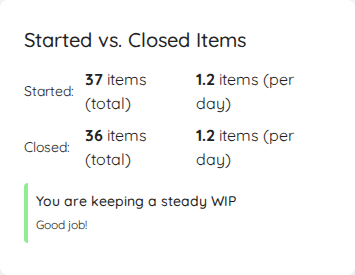 Started vs. Closed Items
Started: 37 items (total) 1.2 items (per day)
Closed: 36 items (total) 1.2 items (per day)
You are keeping a steady WIP
Good job!